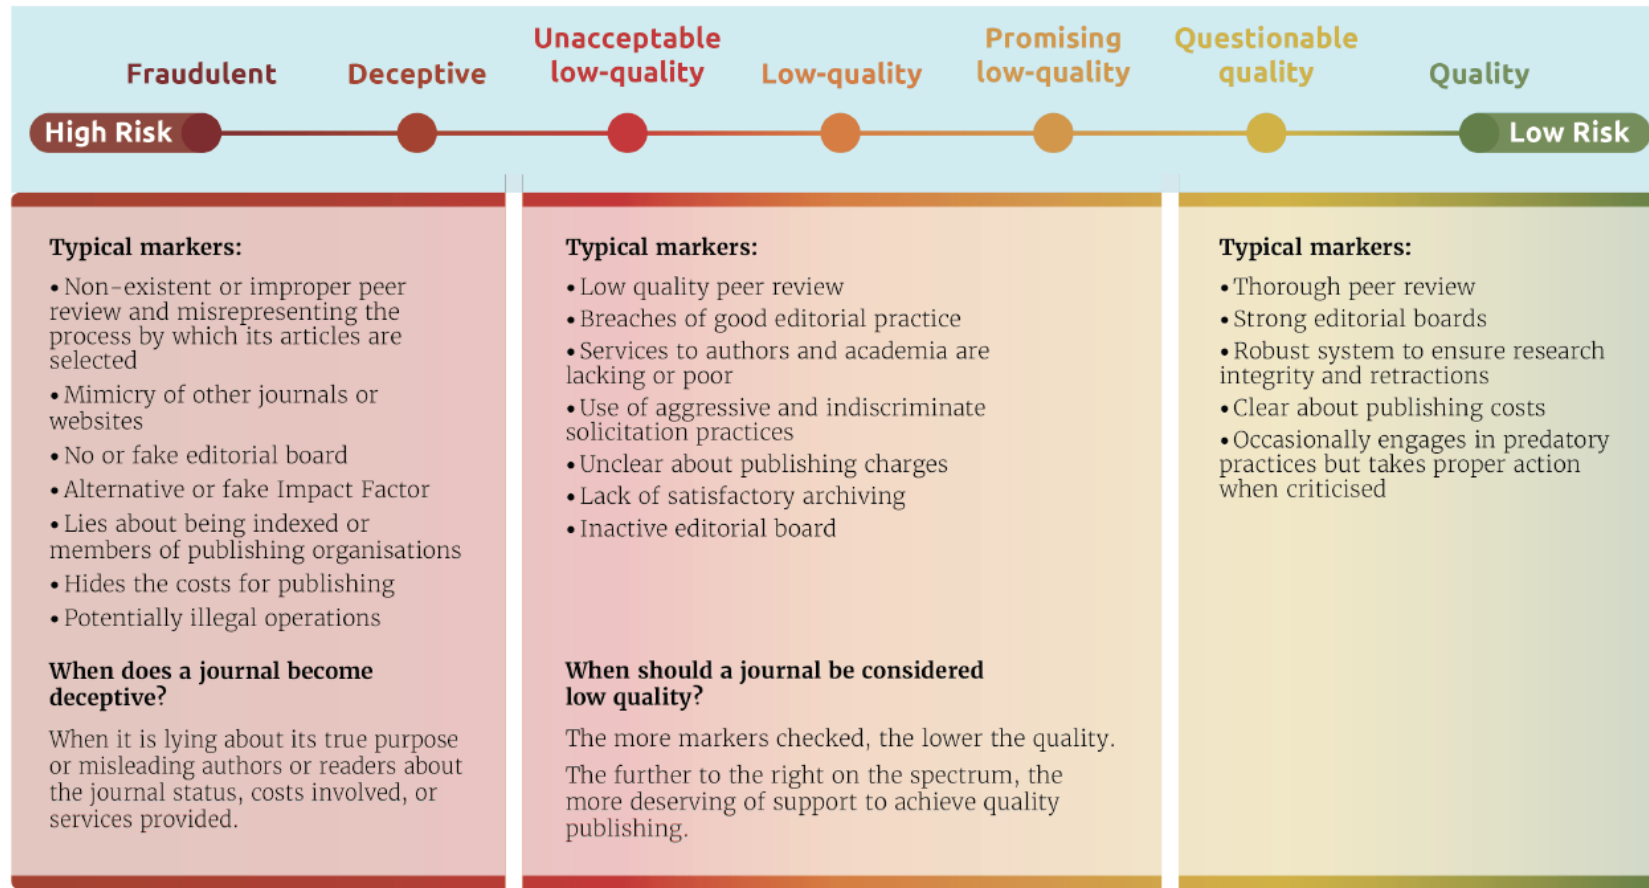 Fraudulent
Deceptive
Unacceptable
low-quality
Low-quality
Promising
low-quality
Questionable
quality
Quality
High Risk
Low Risk
Typical markers:
• Non-existent or improper peer
review and misrepresenting the
process by which its articles are
selected
• Mimicry of other journals or
websites
• No or fake editorial board
• Alternative or fake Impact Factor
• Lies about being indexed or
members of publishing organisations
• Hides the costs for publishing
• Potentially illegal operations
When does a journal become
deceptive?
When it is lying about its true purpose
or misleading authors or readers about
the journal status, costs involved, or
services provided.
Typical markers:
• Low quality peer review
• Breaches of good editorial practice
• Services to authors and academia are
lacking or poor
• Use of aggressive and indiscriminate
solicitation practices
• Unclear about publishing charges
• Lack of satisfactory archiving
• Inactive editorial board
When should a journal be considered
low quality?
The more markers checked, the lower the quality.
The further to the right on the spectrum, the
more deserving of support to achieve quality
publishing.
Typical markers:
• Thorough peer review
• Strong editorial boards
• Robust system to ensure research
integrity and retractions
• Clear about publishing costs
• Occasionally engages in predatory
practices but takes proper action
when criticised